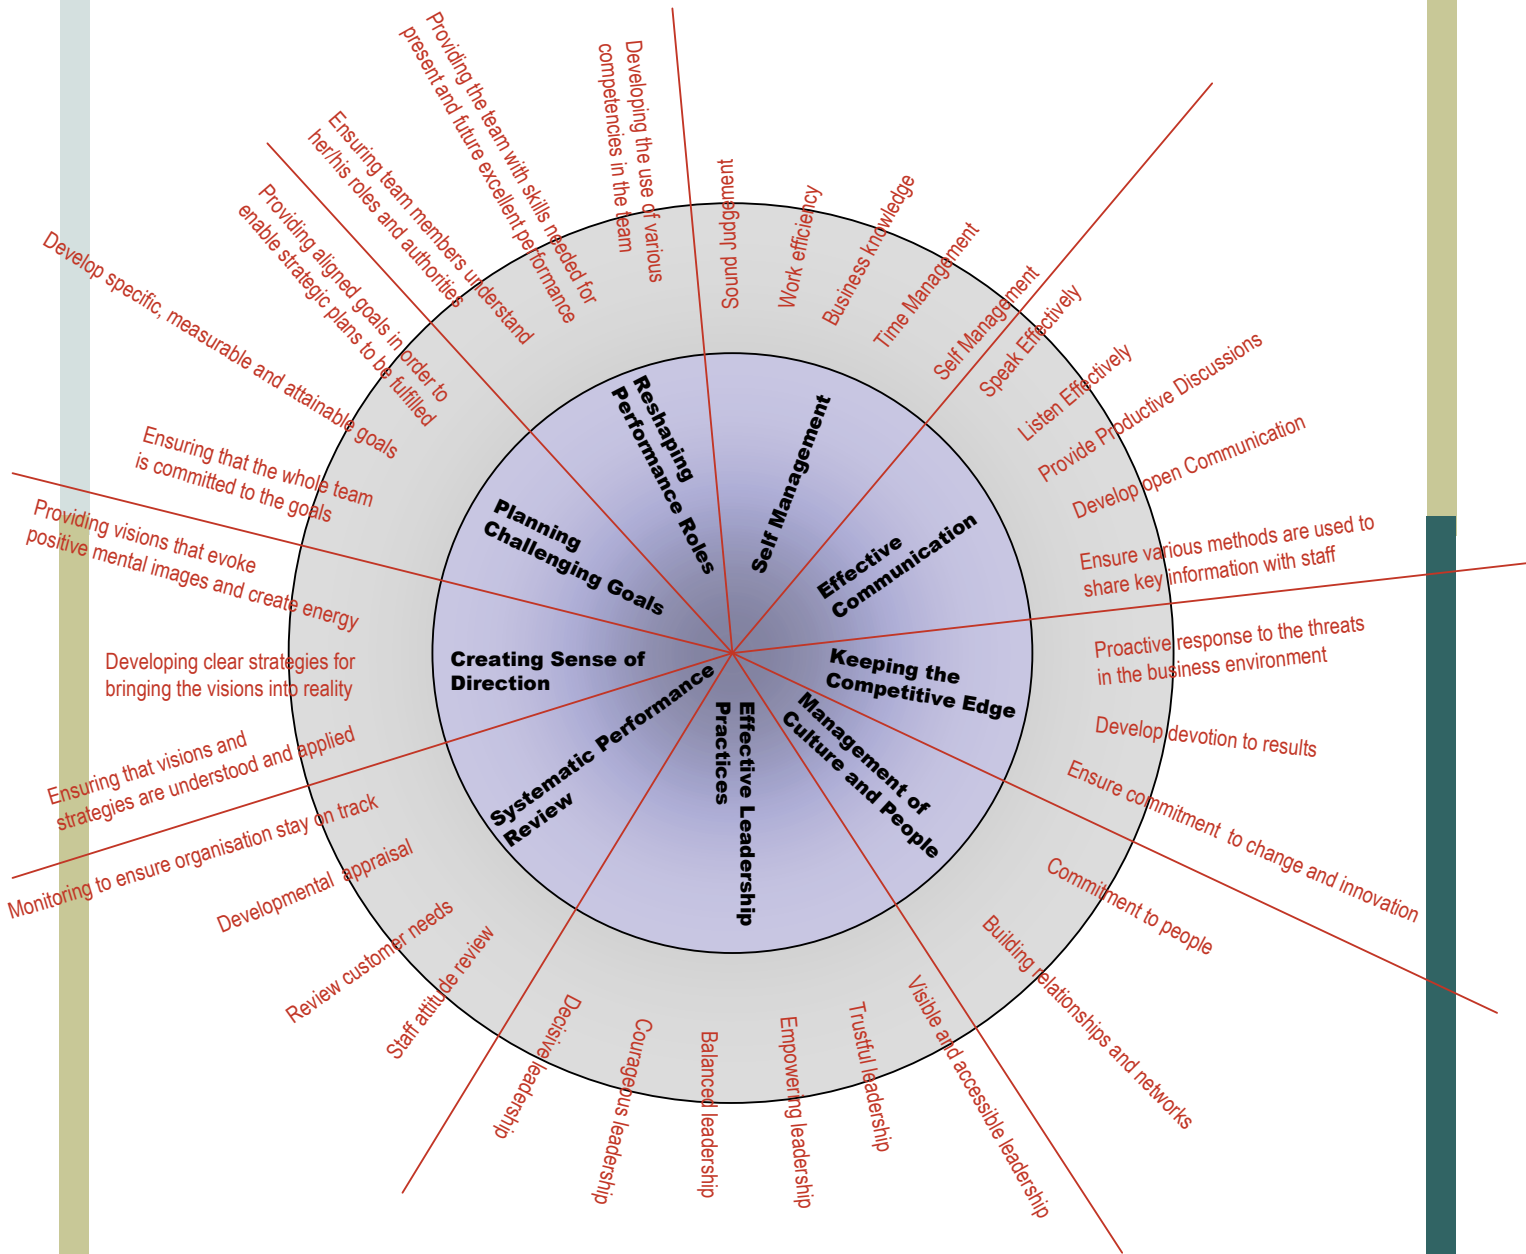 Reshaping
Performance Roles
Developing the use of various
competencies in the team
Providing the team with skills needed for
present and future excellent performance
Ensuring team members understand
her/his roles and authorities
Self Management
Sound Judgement
Work efficiency
Business knowledge
Time Management
Self Management
Effective
Communication
Speak Effectively
Listen Effectively
Provide Productive Discussions
Develop open Communication
Ensure various methods are used to
share key information with staff
Keeping the
Competitive Edge
Proactive response to the threats
in the business environment
Develop devotion to results
Ensure commitment to change and innovation
Management of
Culture and People
Commitment to people
Building relationships and networks
Effective Leadership
Practices
Visible and accessible leadership
Trustful leadership
Empowering leadership
Balanced leadership
Courageous leadership
Decisive leadership
Systematic Performance
Review
Staff attitude review
Review customer needs
Developmental appraisal
Monitoring to ensure organisation stay on track
Creating Sense of
Direction
Ensuring that visions and
strategies are understood and applied
Developing clear strategies for
bringing the visions into reality
Providing visions that evoke
positive mental images and create energy
Planning
Challenging Goals
Ensuring that the whole team
is committed to the goals
Develop specific, measurable and attainable goals
Providing aligned goals in order to
enable strategic plans to be fulfilled